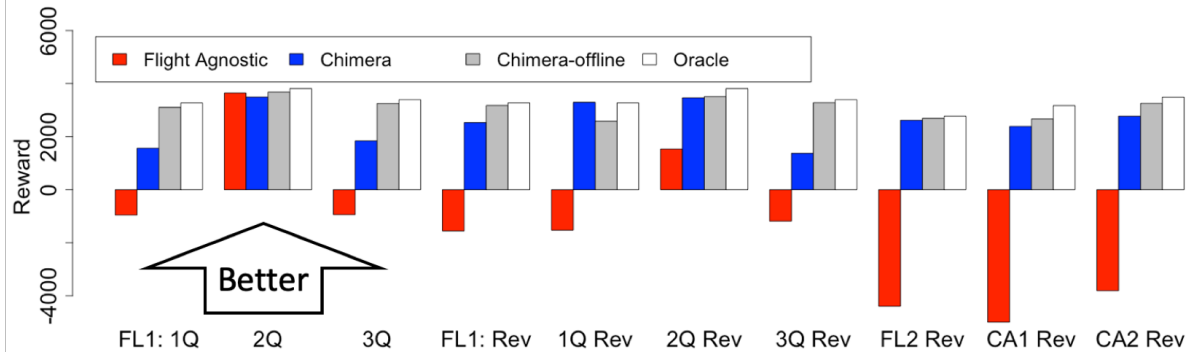 6000
Flight Agnostic Chimera Chimera-offline Oracle
2000
Reward
0
-4000
Better
FL1: 1Q 2Q 3Q FL1: Rev 1Q Rev 2Q Rev 3Q Rev FL2 Rev CA1 Rev CA2 Rev